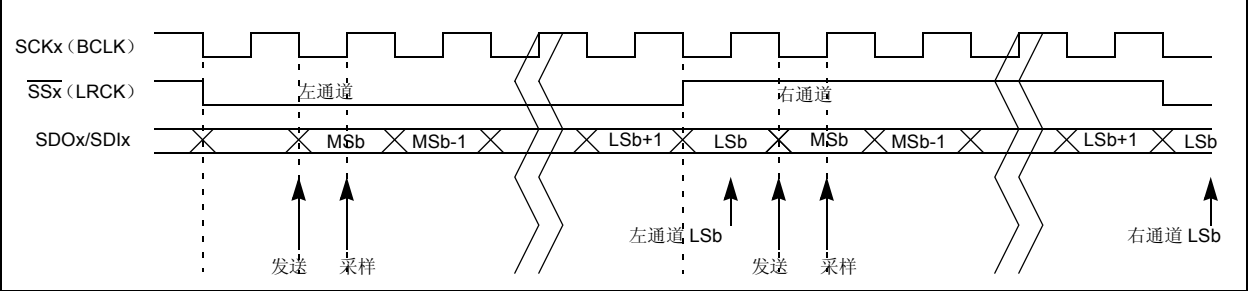 SCKx（BCLK）
SSx（LRCK） 左通道 右通道
SDOx/SDIx MSb MSb-1 LSb+1 LSb MSb MSb-1 LSb+1 LSb
左通道 LSb 右通道 LSb
发送 采样 发送 采样